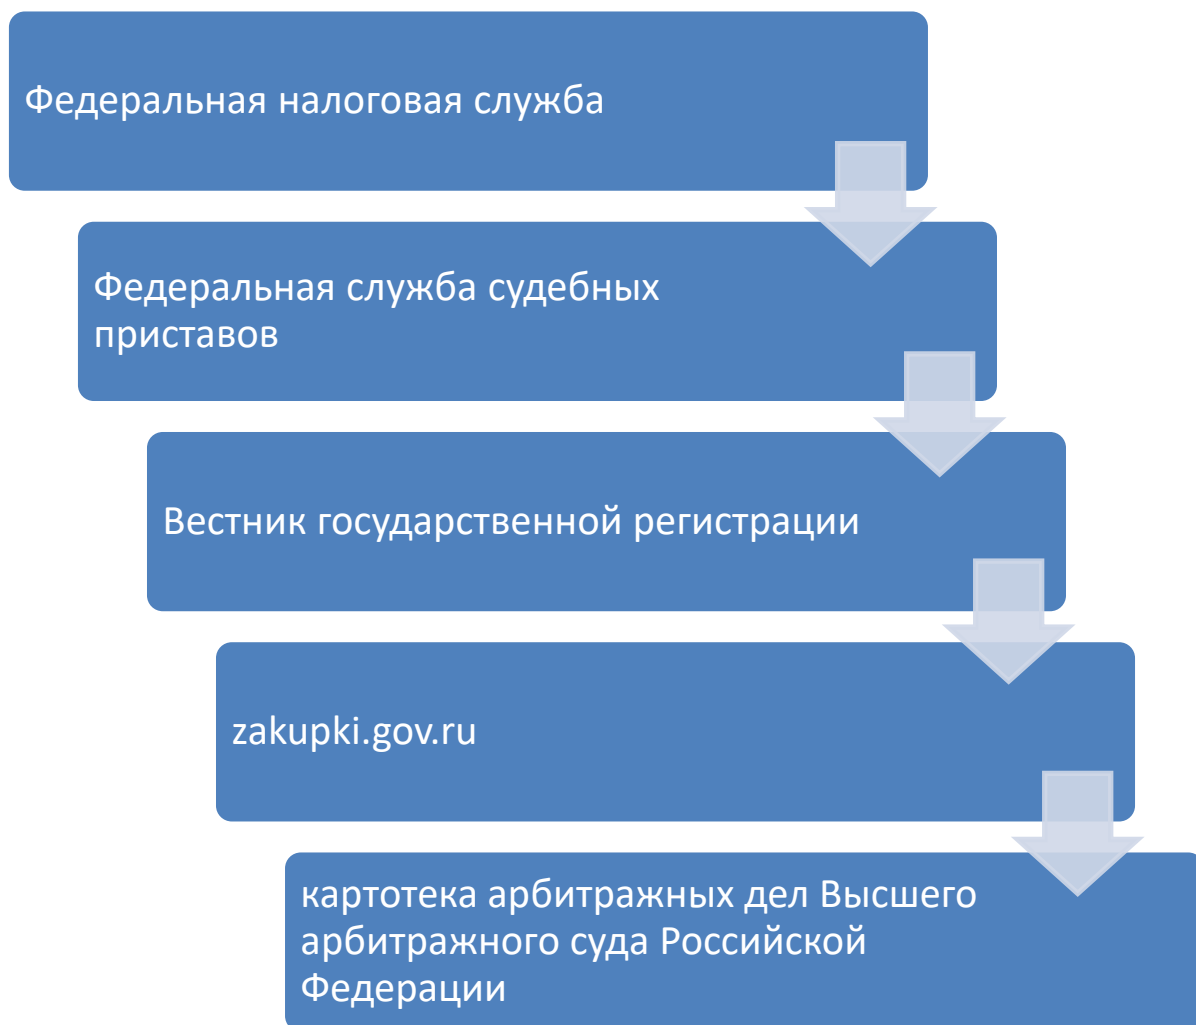 Федеральная налоговая служба
Федеральная служба судебных
приставов
Вестник государственной регистрации
zakupki.gov.ru
картотека арбитражных дел Высшего
арбитражного суда Российской
Федерации